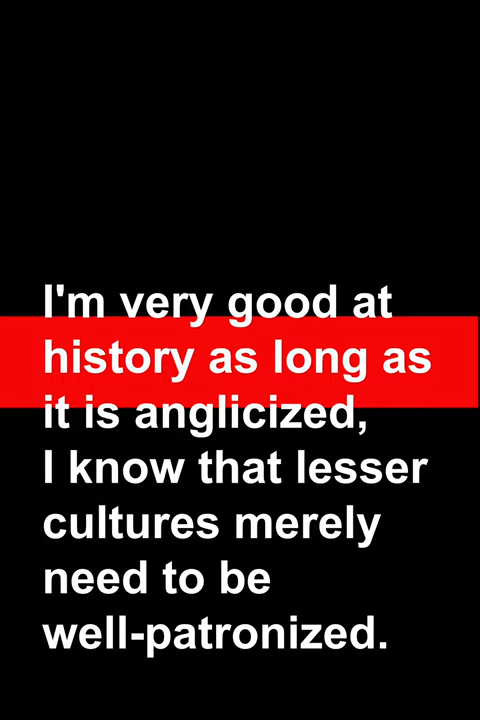 I'm very good at
history as long as
it is anglicized,
I know that lesser
cultures merely
need to be
well-patronized.